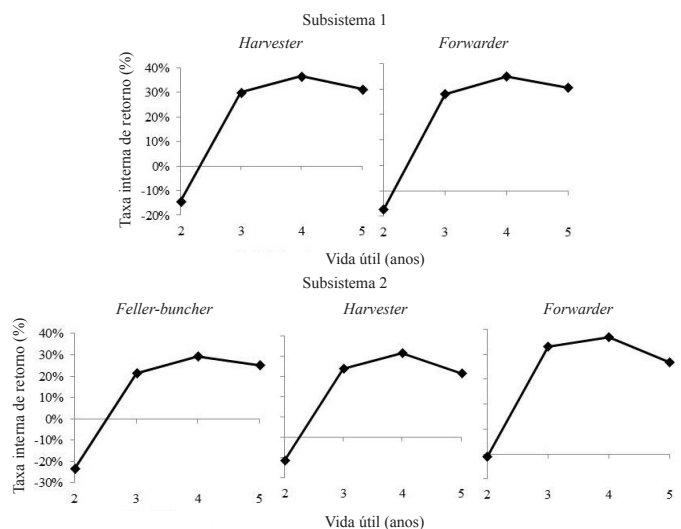 Subsistema 1
Harvester
Forwarder
Taxa interna de retorno (%)
40%
30%
20%
10%
0%
-10%
-20%
2 3 4 5
2 3 4 5
Vida útil (anos)
Subsistema 2
Feller-buncher
Harvester
Forwarder
Taxa interna de retorno (%)
40%
30%
20%
10%
0%
-10%
-20%
-30%
2 3 4 5
2 3 4 5
2 3 4 5
Vida útil (anos)